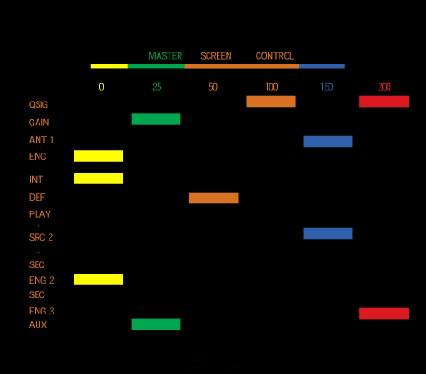 MASTER SCREEN CONTROL
0 25 50 100 150 200
QSIG
GAIN
ANT 1
ENC
INT
DEF
PLAY
SRC 2
SEC
ENG 2
SEC
ENG 3
AUX